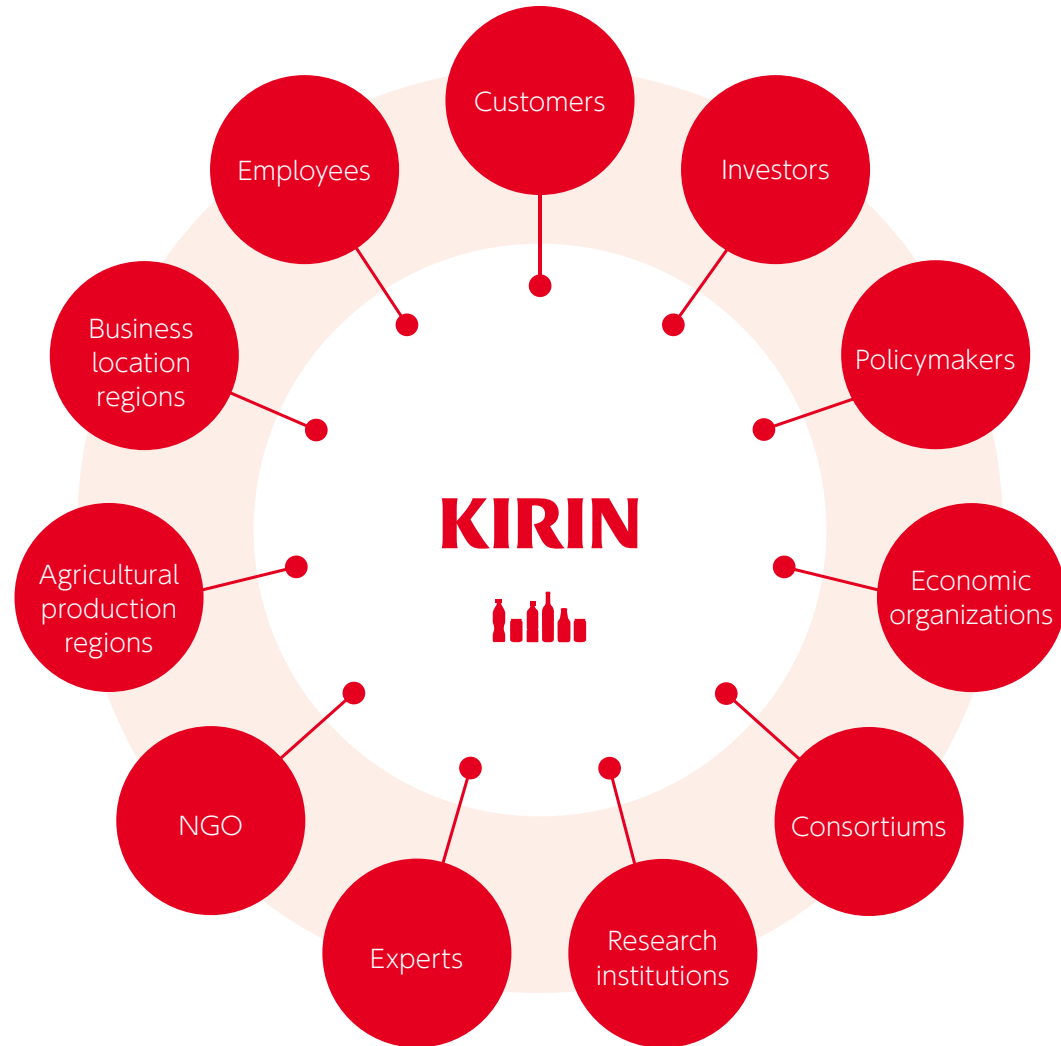 Customers
Investors
Policymakers
Economic
organizations
Consortiums
Research
institutions
Experts
NGO
Agricultural
production
regions
Business
location
regions
Employees
KIRIN